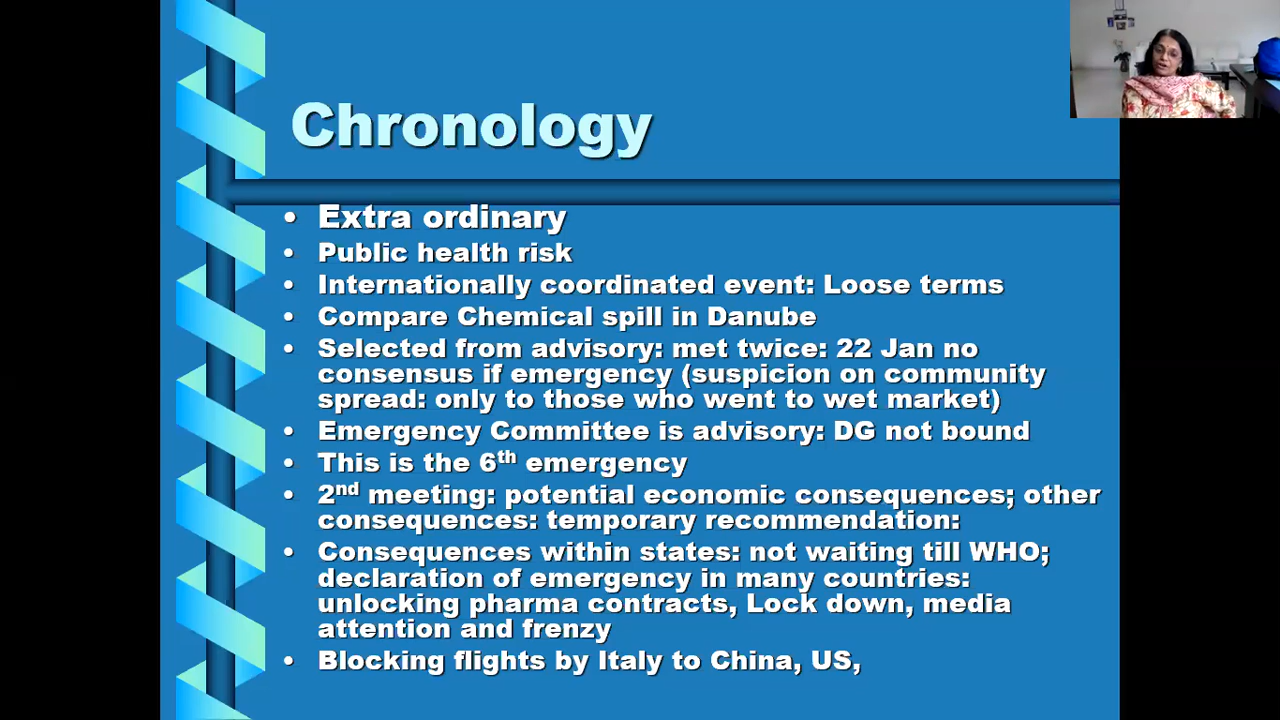 Chronology
• Extra ordinary
• Public health risk
• Internationally coordinated event: Loose terms
• Compare Chemical spill in Danube
• Selected from advisory: met twice: 22 Jan no
consensus if emergency (suspicion on community
spread: only to those who went to wet market)
• Emergency Committee is advisory: DG not bound
• This is the 6th emergency
• 2nd meeting: potential economic consequences; other
consequences: temporary recommendation:
• Consequences within states: not waiting till WHO;
declaration of emergency in many countries:
unlocking pharma contracts, Lock down, media
attention and frenzy
• Blocking flights by Italy to China, US,